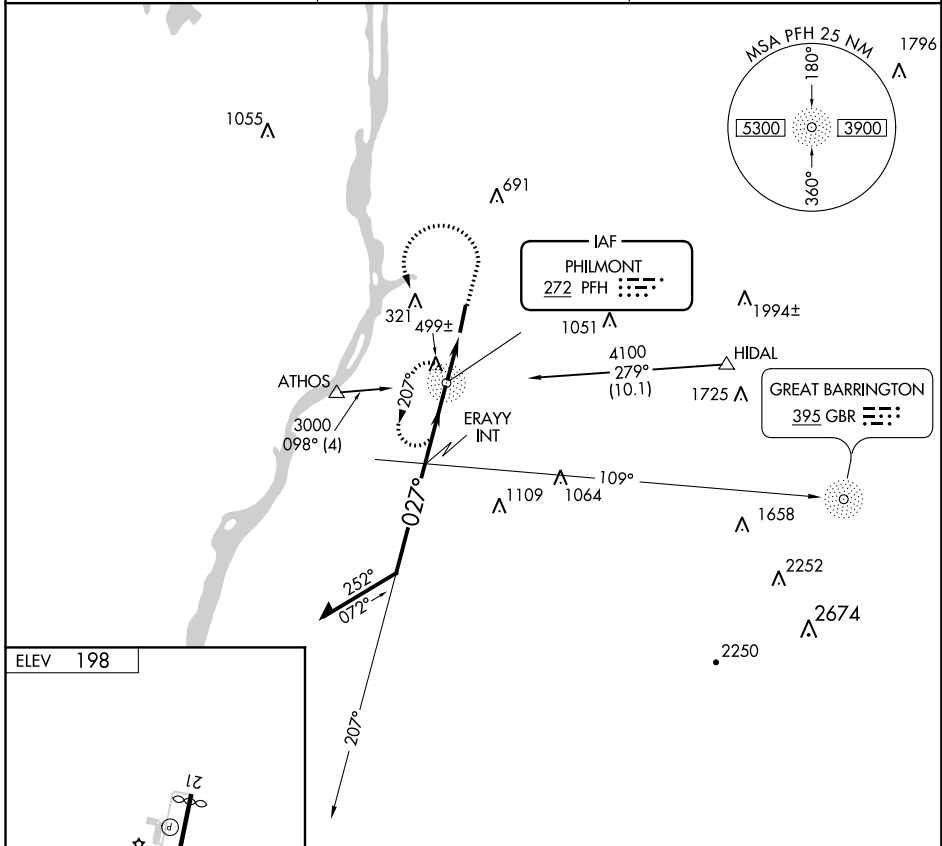 MSA PFH 25 NM
1796
180°
5300
3900
360°
1055
691
IAF
PHILMONT
272 PFH
321
499±
1051
1994±
HIDAL
4100
279°
(10.1)
1725
GREAT BARRINGTON
395 GBR
ATHOS
3000
098° (4)
207°
ERAYY
INT
109°
1109
1064
1658
027°
252°
072°
2252
2674
2250
207°
ELEV 198
21
P